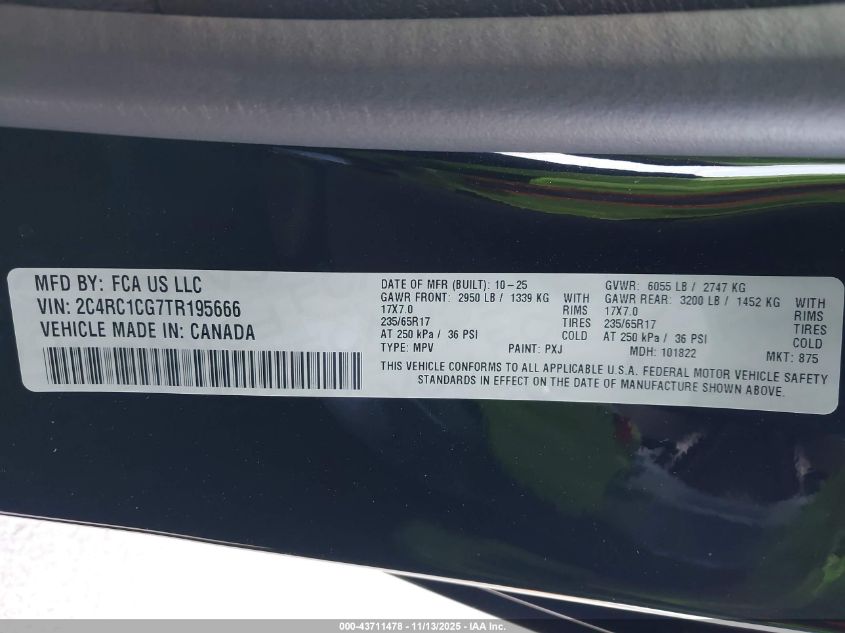 MFD BY: FCA US LLC
VIN: 2C4RC1CG7TR195666
VEHICLE MADE IN: CANADA
DATE OF MFR (BUILT): 10-25
GAWR FRONT: 2950 LB / 1339 KG WITH
17X7.0 RIMS
235/65R17 TIRES
AT 250 kPa / 36 PSI COLD
TYPE: MPV PAINT: PXJ
GVWR: 6055 LB / 2747 KG
GAWR REAR: 3200 LB / 1452 KG WITH
17X7.0 RIMS
235/65R17 TIRES
AT 250 kPa / 36 PSI COLD
MDH: 101822 MKT: 875
THIS VEHICLE CONFORMS TO ALL APPLICABLE U.S.A. FEDERAL MOTOR VEHICLE SAFETY
STANDARDS IN EFFECT ON THE DATE OF MANUFACTURE SHOWN ABOVE.
000-43711478 - 11/13/2025 - IAA Inc.